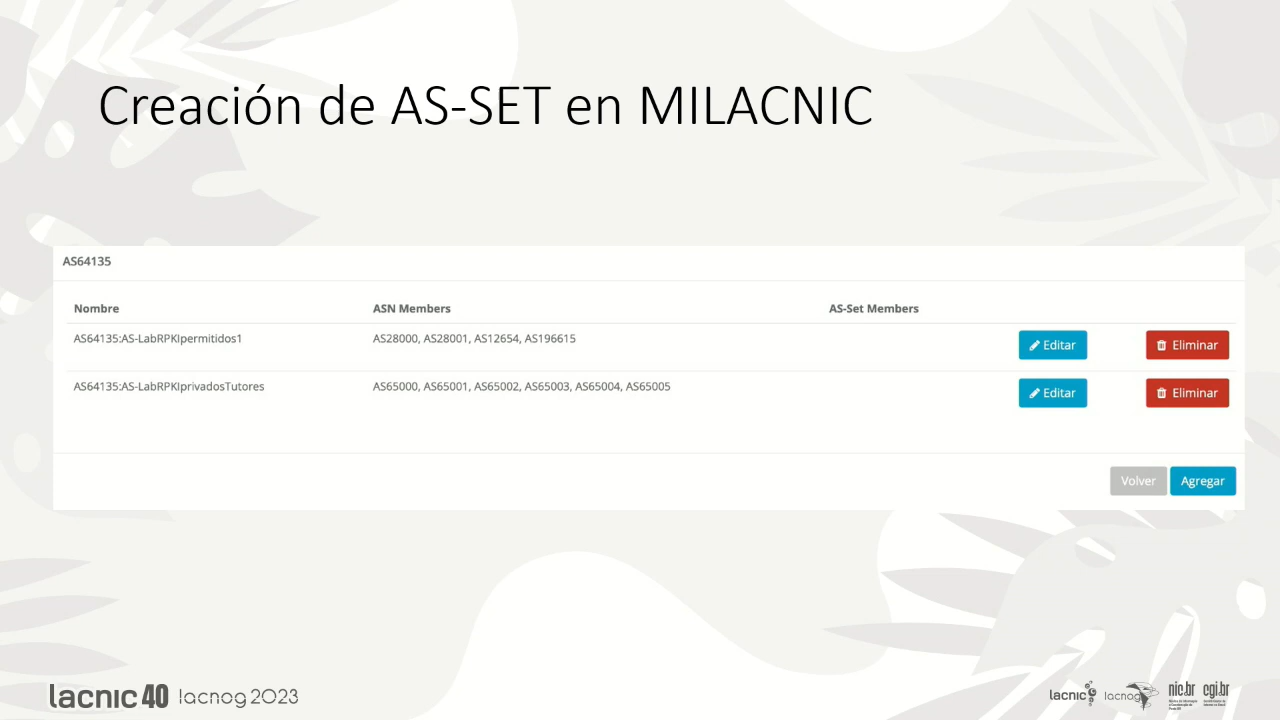 Creación de AS-SET en MILACNIC
AS64135
Nombre ASN Members AS-Set Members
AS64135:AS-LabRPKIpermitidos1 AS28000, AS28001, AS12654, AS196615 Editar Eliminar
AS64135:AS-LabRPKIprivadosTutores AS65000, AS65001, AS65002, AS65003, AS65004, AS65005 Editar Eliminar
Volver Agregar
lacnic 40 lacnog 2023 lacnic lacnog nic.br cgi.br